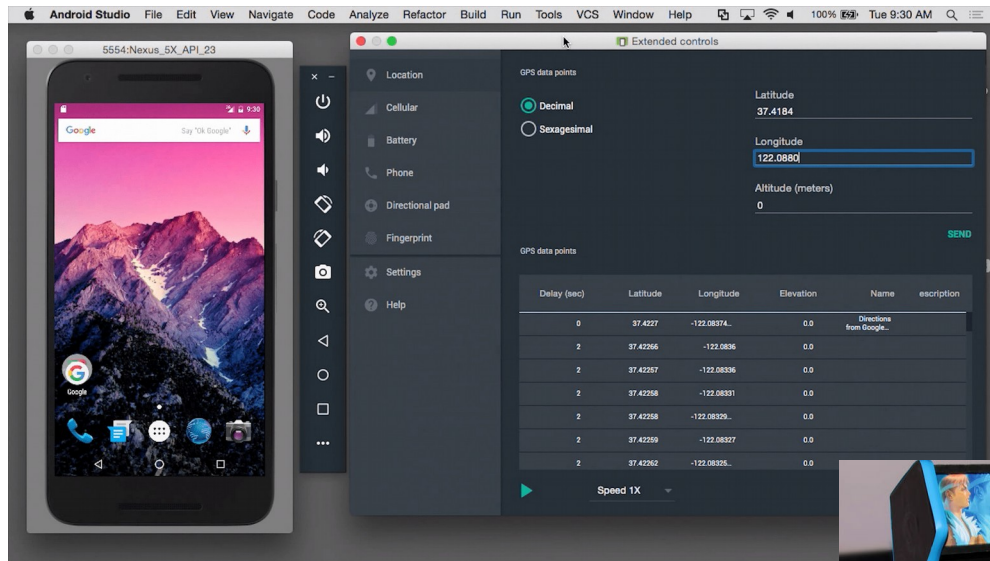 Android Studio File Edit View Navigate Code Analyze Refactor Build Run Tools VCS Window Help 100% Tue 9:30 AM
5554:Nexus_5X_API_23
9:30
Google Say "Ok Google"
Google
Extended controls
Location
Cellular
Battery
Phone
Directional pad
Fingerprint
Settings
Help
GPS data points
Decimal
Sexagesimal
Latitude
37.4184
Longitude
122.0880
Altitude (meters)
0
SEND
GPS data points
Delay (sec) Latitude Longitude Elevation Name escription
0 37.4227 -122.08374... 0.0 Directions
from Google...
2 37.42266 -122.0836 0.0
2 37.42257 -122.08336 0.0
2 37.42258 -122.08331 0.0
2 37.42258 -122.08329... 0.0
2 37.42259 -122.08327 0.0
2 37.42262 -122.08325... 0.0
Speed 1X